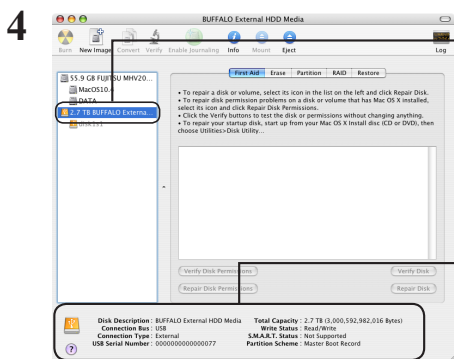 4
BUFFALO External HDD Media
Burn New Image Convert Verify Enable Journaling Info Mount Eject Log
55.9 GB FUJITSU MHV20...
MacOS10.4
DATA
2.7 TB BUFFALO Externa...
disk1s1
First Aid Erase Partition RAID Restore
• To repair a disk or volume, select its icon in the list on the left and click Repair Disk.
• To repair disk permission problems on a disk or volume that has Mac OS X installed,
select its icon and click Repair Disk Permissions.
• Click the Verify buttons to test the disk or permissions without changing anything.
• To repair your startup disk, start up from your Mac OS X Install disc (CD or DVD), then
choose Utilities>Disk Utility...
Verify Disk Permissions Verify Disk
Repair Disk Permissions Repair Disk
Disk Description : BUFFALO External HDD Media Total Capacity : 2.7 TB (3,000,592,982,016 Bytes)
Connection Bus : USB Write Status : Read/Write
Connection Type : External S.M.A.R.T. Status : Not Supported
USB Serial Number : 0000000000000077 Partition Scheme : Master Boot Record
?